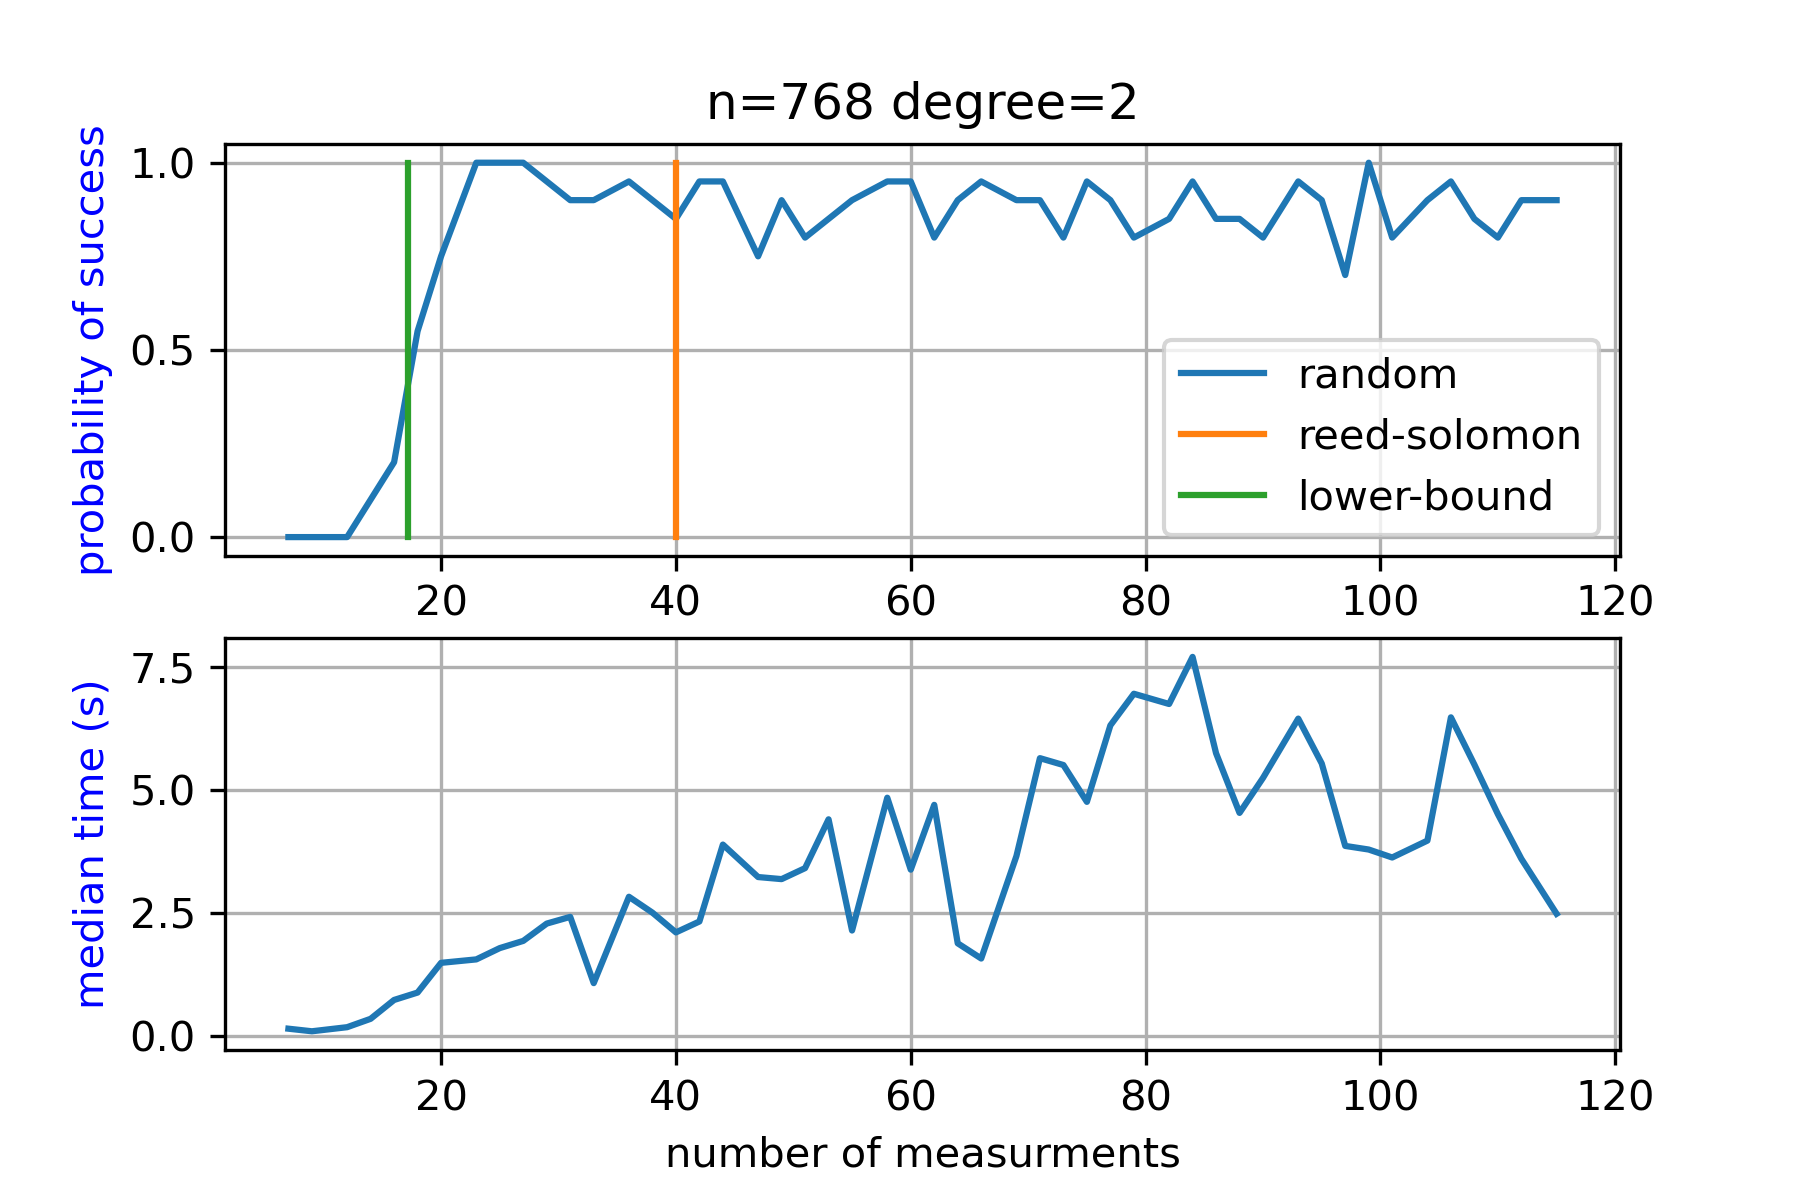 n=768 degree=2
probability of success
1.0
0.5
0.0
random
reed-solomon
lower-bound
20 40 60 80 100 120
median time (s)
7.5
5.0
2.5
0.0
20 40 60 80 100 120
number of measurments